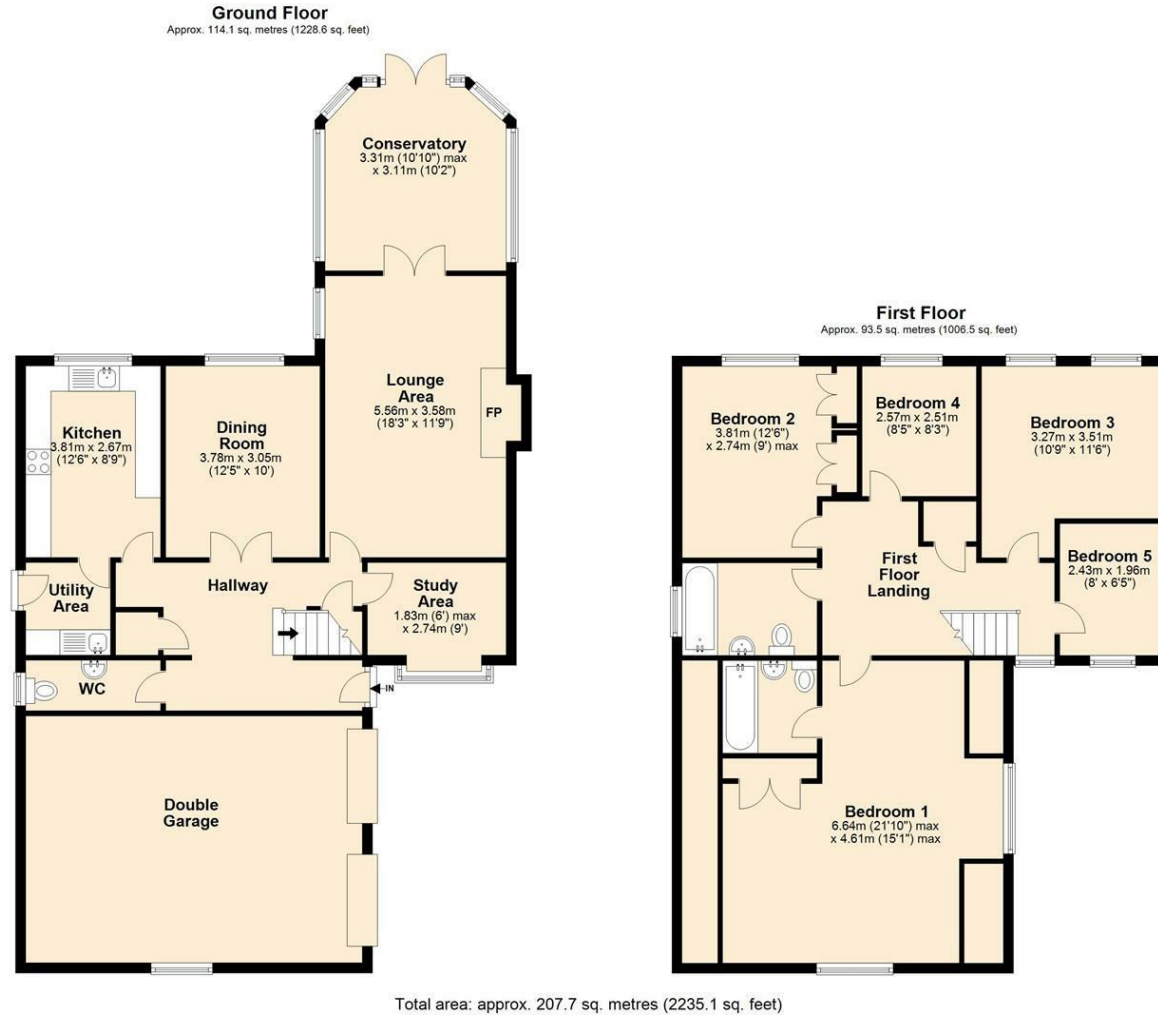 Ground Floor
Approx. 114.1 sq. metres (1228.6 sq. feet)
Conservatory
3.31m (10'10") max
x 3.11m (10'2")
Lounge
Area
5.56m x 3.58m
(18'3" x 11'9")
FP
Kitchen
3.81m x 2.67m
(12'6" x 8'9")
Dining
Room
3.78m x 3.05m
(12'5" x 10')
Utility
Area
Hallway
Study
Area
1.83m (6') max
x 2.74m (9')
WC
IN
Double
Garage
First Floor
Approx. 93.5 sq. metres (1006.5 sq. feet)
Bedroom 2
3.81m (12'6")
x 2.74m (9') max
Bedroom 4
2.57m x 2.51m
(8'5" x 8'3")
Bedroom 3
3.27m x 3.51m
(10'9" x 11'6")
First
Floor
Landing
Bedroom 5
2.43m x 1.96m
(8' x 6'5")
Bedroom 1
6.64m (21'10") max
x 4.61m (15'1") max
Total area: approx. 207.7 sq. metres (2235.1 sq. feet)